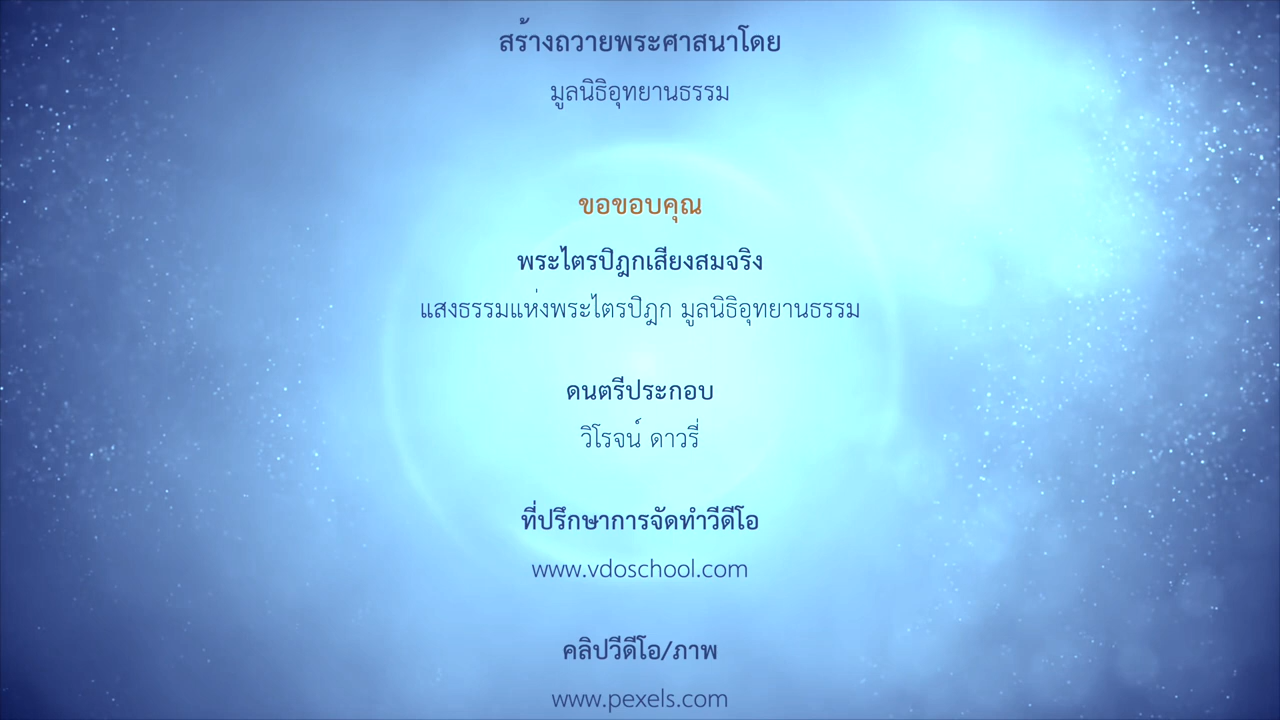 สร้างถวายพระศาสนาโดย
มูลนิธิอุทยานธรรม
ขอขอบคุณ
พระไตรปิฎกเสียงสมจริง
แสงธรรมแห่งพระไตรปิฎก มูลนิธิอุทยานธรรม
ดนตรีประกอบ
วิโรจน์ ดาวรี่
ที่ปรึกษาการจัดทำวีดีโอ
www.vdoschool.com
คลิปวีดีโอ/ภาพ
www.pexels.com